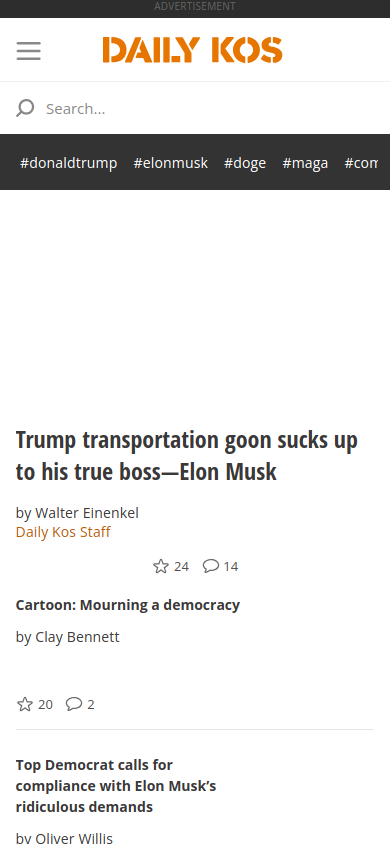 ADVERTISEMENT
DAILY KOS
Search...
#donaldtrump #elonmusk #doge #maga #com
Trump transportation goon sucks up
to his true boss—Elon Musk
by Walter Einenkel
Daily Kos Staff
24 14
Cartoon: Mourning a democracy
by Clay Bennett
20 2
Top Democrat calls for
compliance with Elon Musk’s
ridiculous demands
by Oliver Willis